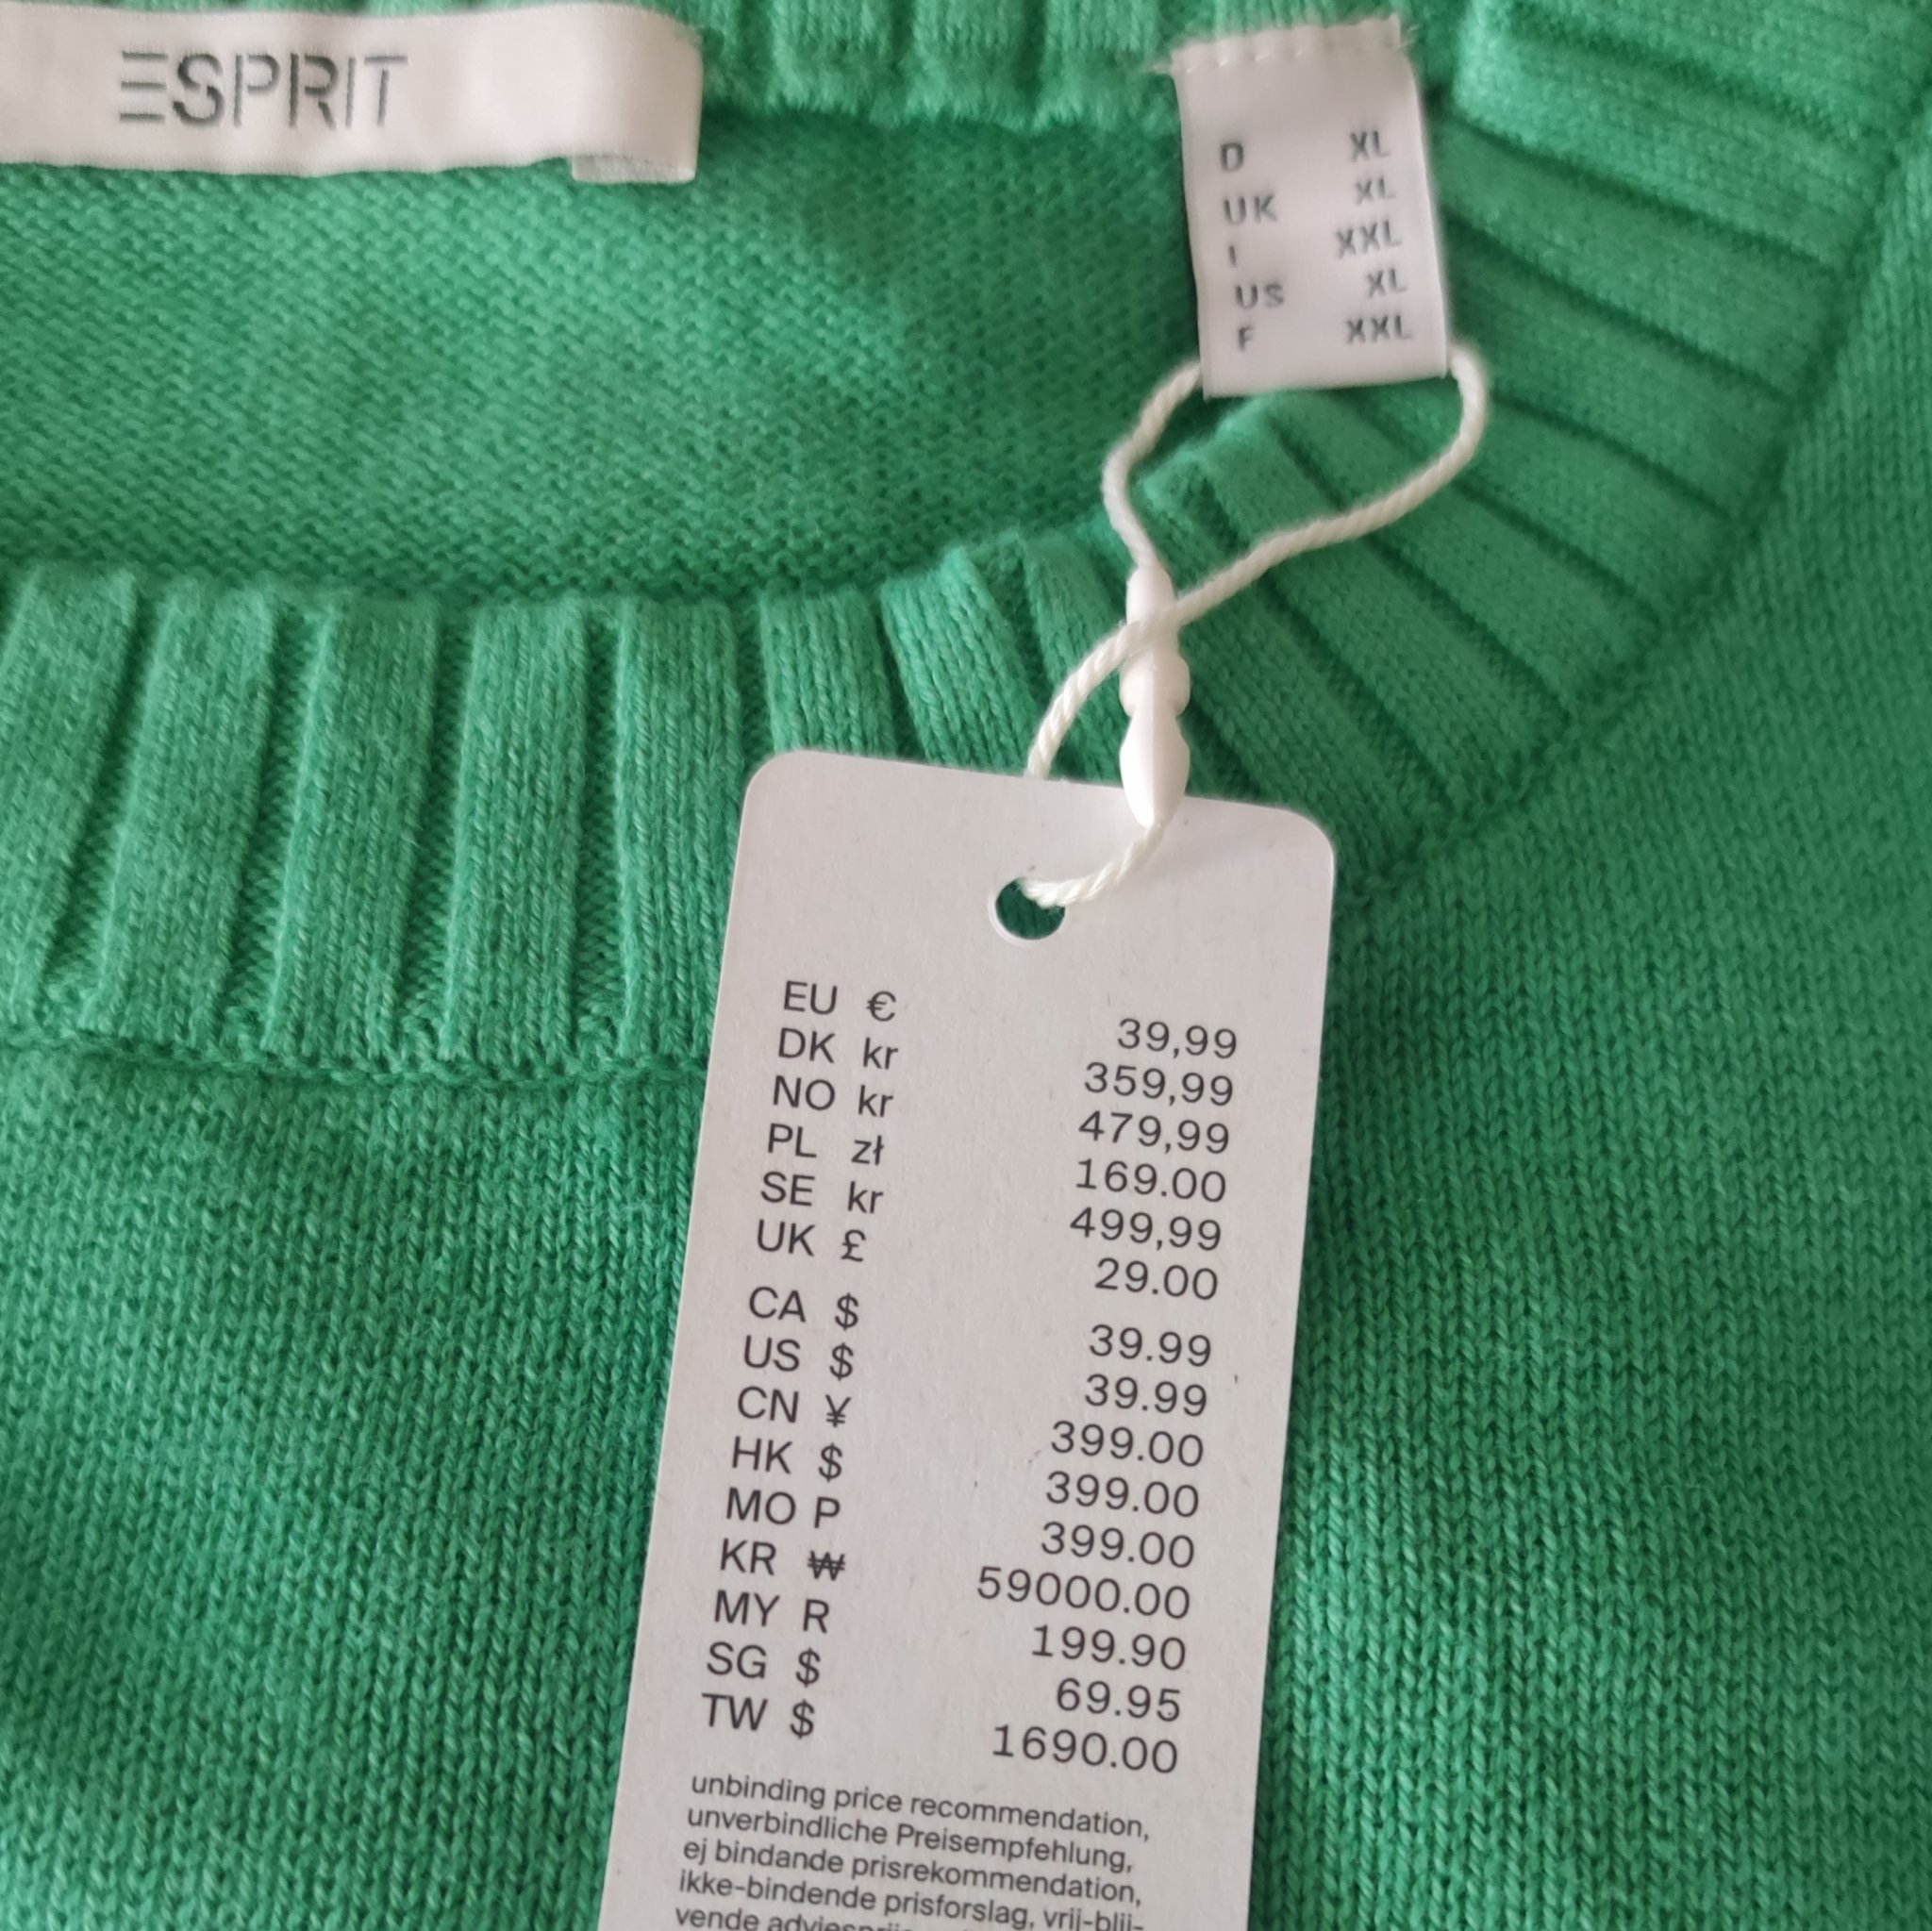 ESPRIT
D XL
UK XL
I XXL
US XL
F XXL
EU € 39,99
DK kr 359,99
NO kr 479,99
PL zł 169.00
SE kr 499,99
UK £ 29.00
CA $ 39.99
US $ 39.99
CN ¥ 399.00
HK $ 399.00
MO P 399.00
KR ₩ 59000.00
MY R 199.90
SG $ 69.95
TW $ 1690.00
unbinding price recommendation,
unverbindliche Preisempfehlung,
ej bindande prisrekommendation,
ikke-bindende prisforslag, vrij-blij-
vende